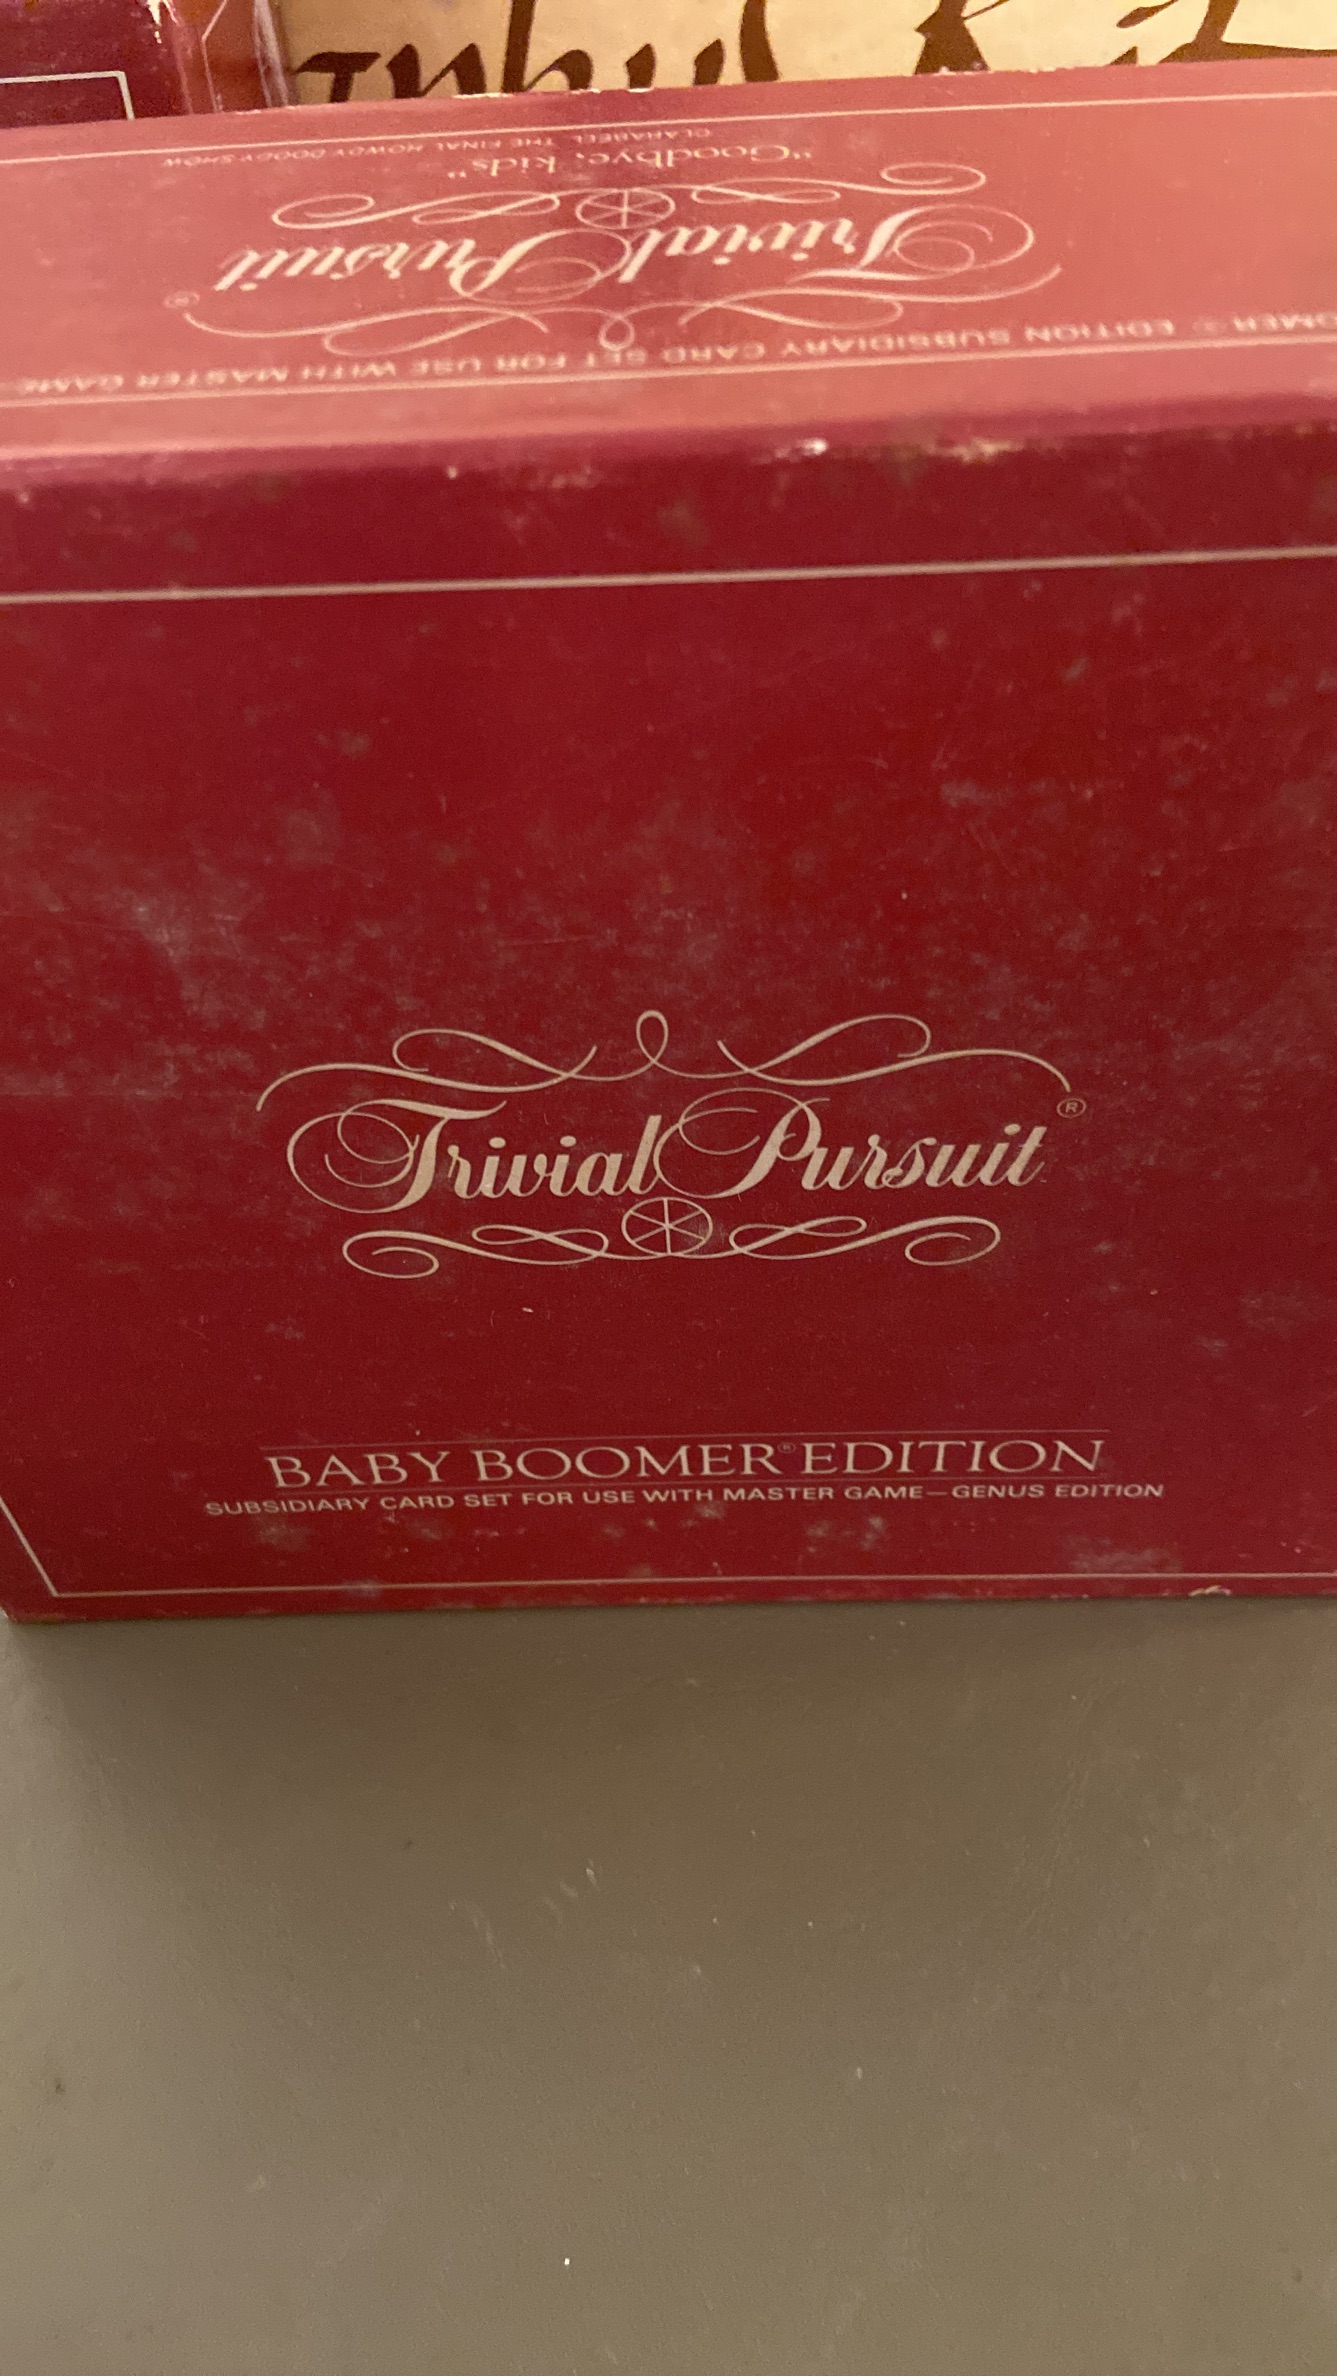 "Goodbye, kids"
CLARABELL, THE FINAL HOWDY DOODY SHOW
Trivial Pursuit ®
EDITION SUBSIDIARY CARD SET FOR USE WITH MASTER GAME
Trivial Pursuit ®
BABY BOOMER® EDITION
SUBSIDIARY CARD SET FOR USE WITH MASTER GAME—GENUS EDITION